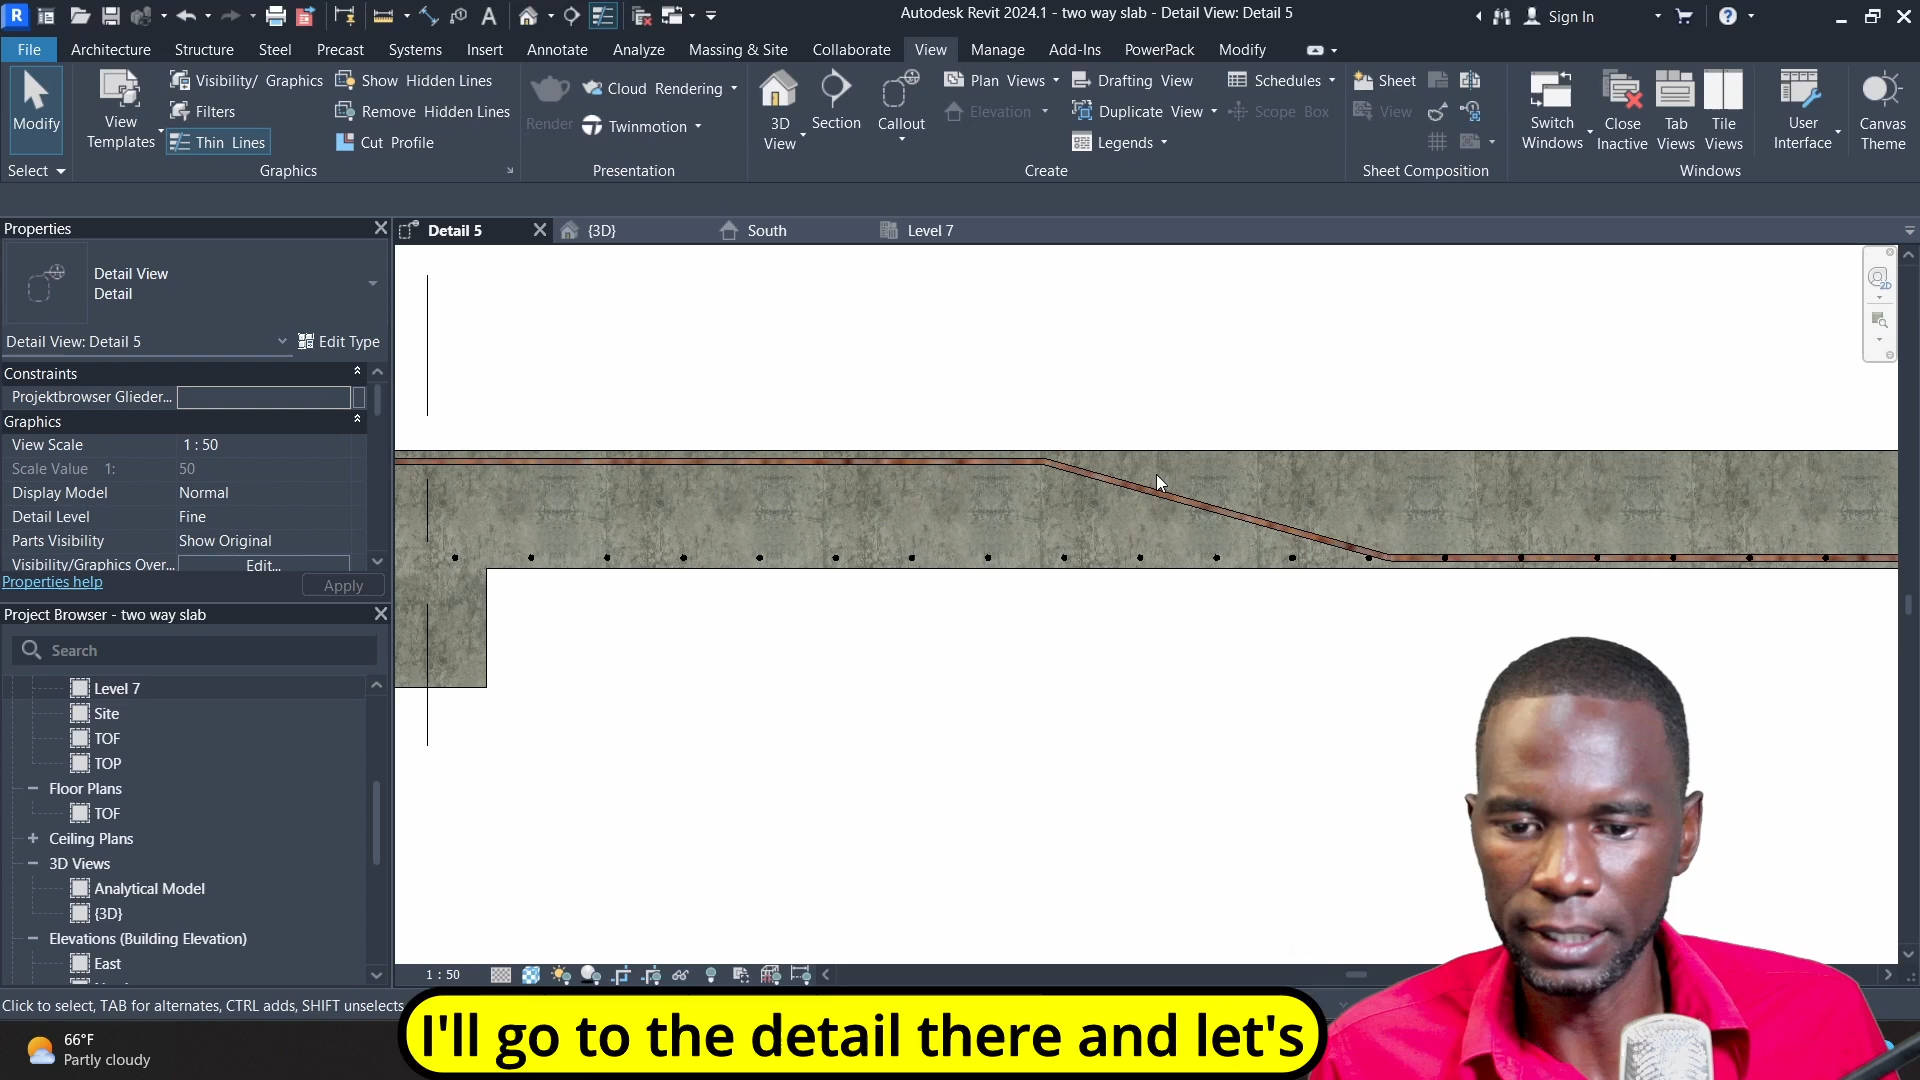 Autodesk Revit 2024.1 - two way slab - Detail View: Detail 5
Sign In
File Architecture Structure Steel Precast Systems Insert Annotate Analyze Massing & Site Collaborate View Manage Add-Ins PowerPack Modify
Modify
View Templates
Visibility/ Graphics
Filters
Thin Lines
Show Hidden Lines
Remove Hidden Lines
Cut Profile
Render
Cloud Rendering
Twinmotion
3D View
Section
Callout
Plan Views
Elevation
Drafting View
Duplicate View
Legends
Schedules
Scope Box
Sheet
View
Switch Windows
Close Inactive
Tab Views
Tile Views
User Interface
Canvas Theme
Select Graphics Presentation Create Sheet Composition Windows
Properties
Detail 5 {3D} South Level 7
Detail View
Detail
Detail View: Detail 5 Edit Type
Constraints
Projektbrowser Glieder...
Graphics
View Scale 1 : 50
Scale Value 1: 50
Display Model Normal
Detail Level Fine
Parts Visibility Show Original
Visibility/Graphics Over... Edit...
Properties help Apply
Project Browser - two way slab
Search
Level 7
Site
TOF
TOP
Floor Plans
TOF
Ceiling Plans
3D Views
Analytical Model
{3D}
Elevations (Building Elevation)
East
1 : 50
Click to select, TAB for alternates, CTRL adds, SHIFT unselects
66°F
Partly cloudy
I'll go to the detail there and let's
2D